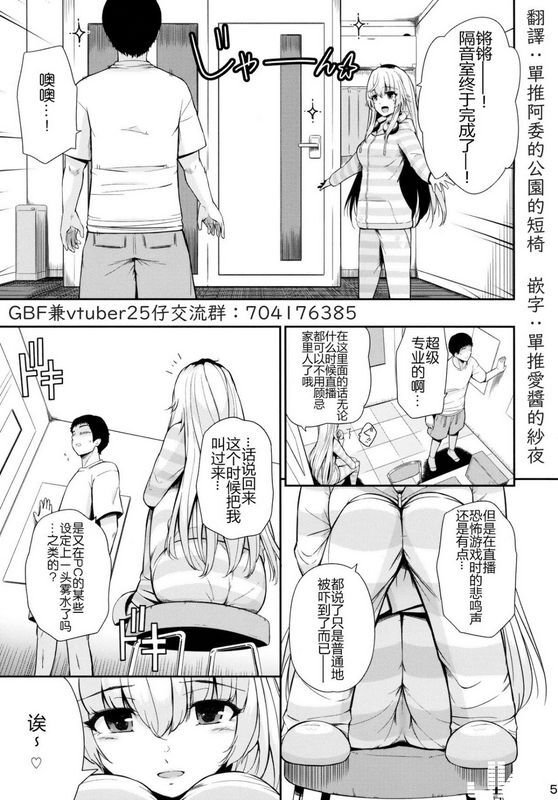 翻譯：單推阿委的公園的短椅　嵌字：單推愛醬的紗夜
锵锵——！
隔音室终于
完成了——！
じゃーん☆
噢噢…！
GBF兼vtuber25仔交流群：704176385
超级
专业的啊…
在这里面的话无论
什么时候直播
都可以不用顾忌
家里人了哦
…话说回来
这个时候把我
叫过来…
是又在PC的某些
设定上一头雾水了吗
…之类的？
但是在直播
恐怖游戏时的悲鸣声
还是有点…
都说了只是普通地
被吓到了而已——
ムチッ
ドン
诶～♡
5